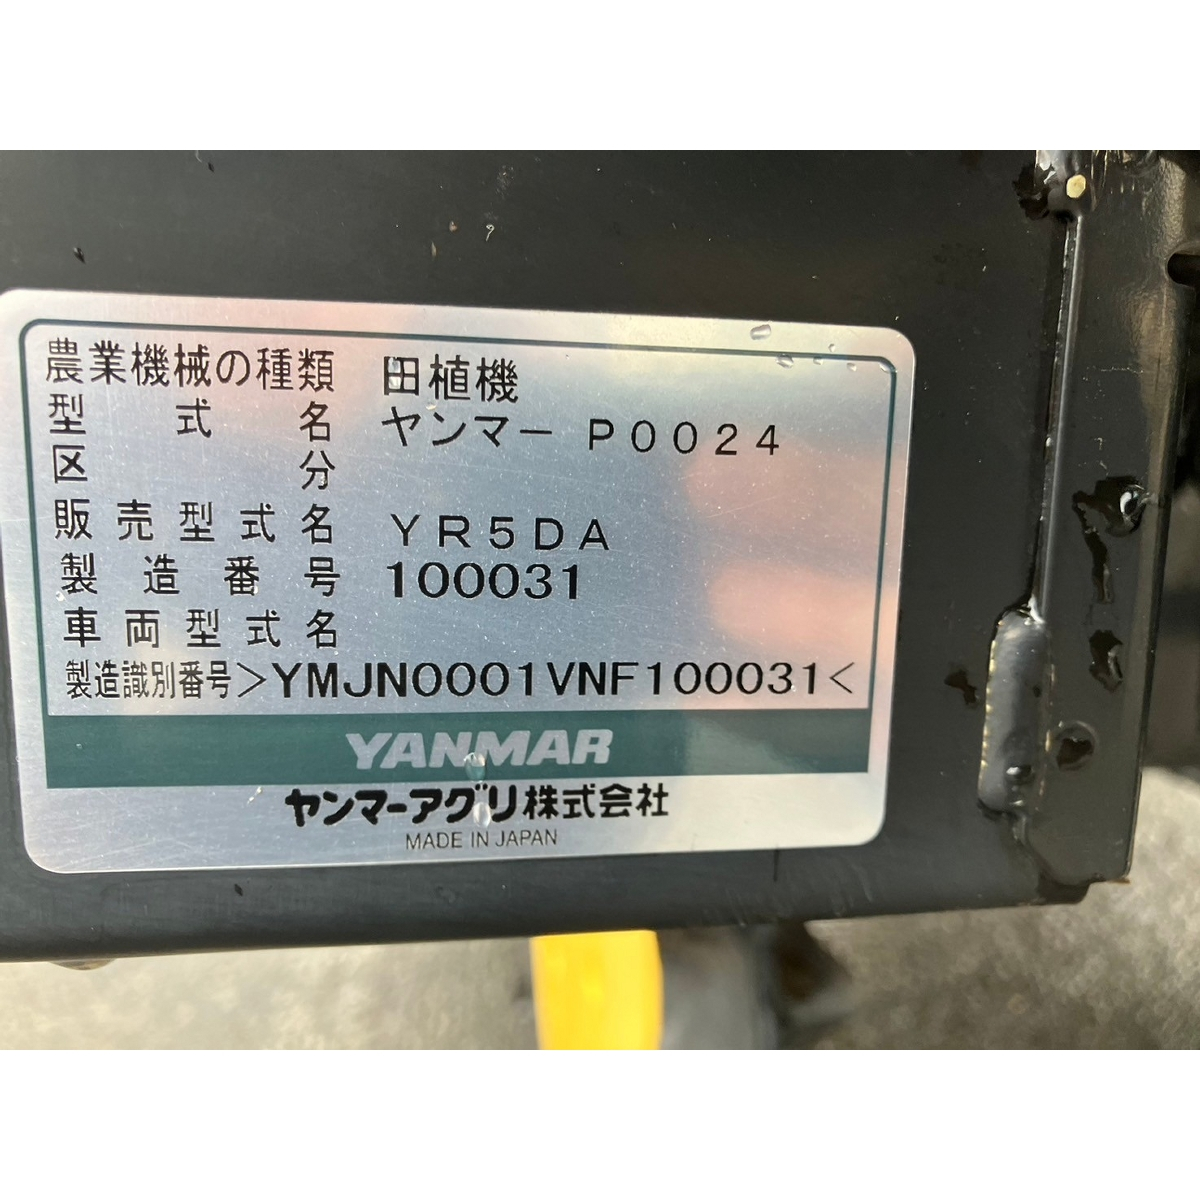 農業機械の種類 田植機
型式名 ヤンマー P0024
区分
販売型式名 YR5DA
製造番号 100031
車両型式名
製造識別番号>YMJN0001VNF100031<
YANMAR
ヤンマーアグリ株式会社
MADE IN JAPAN